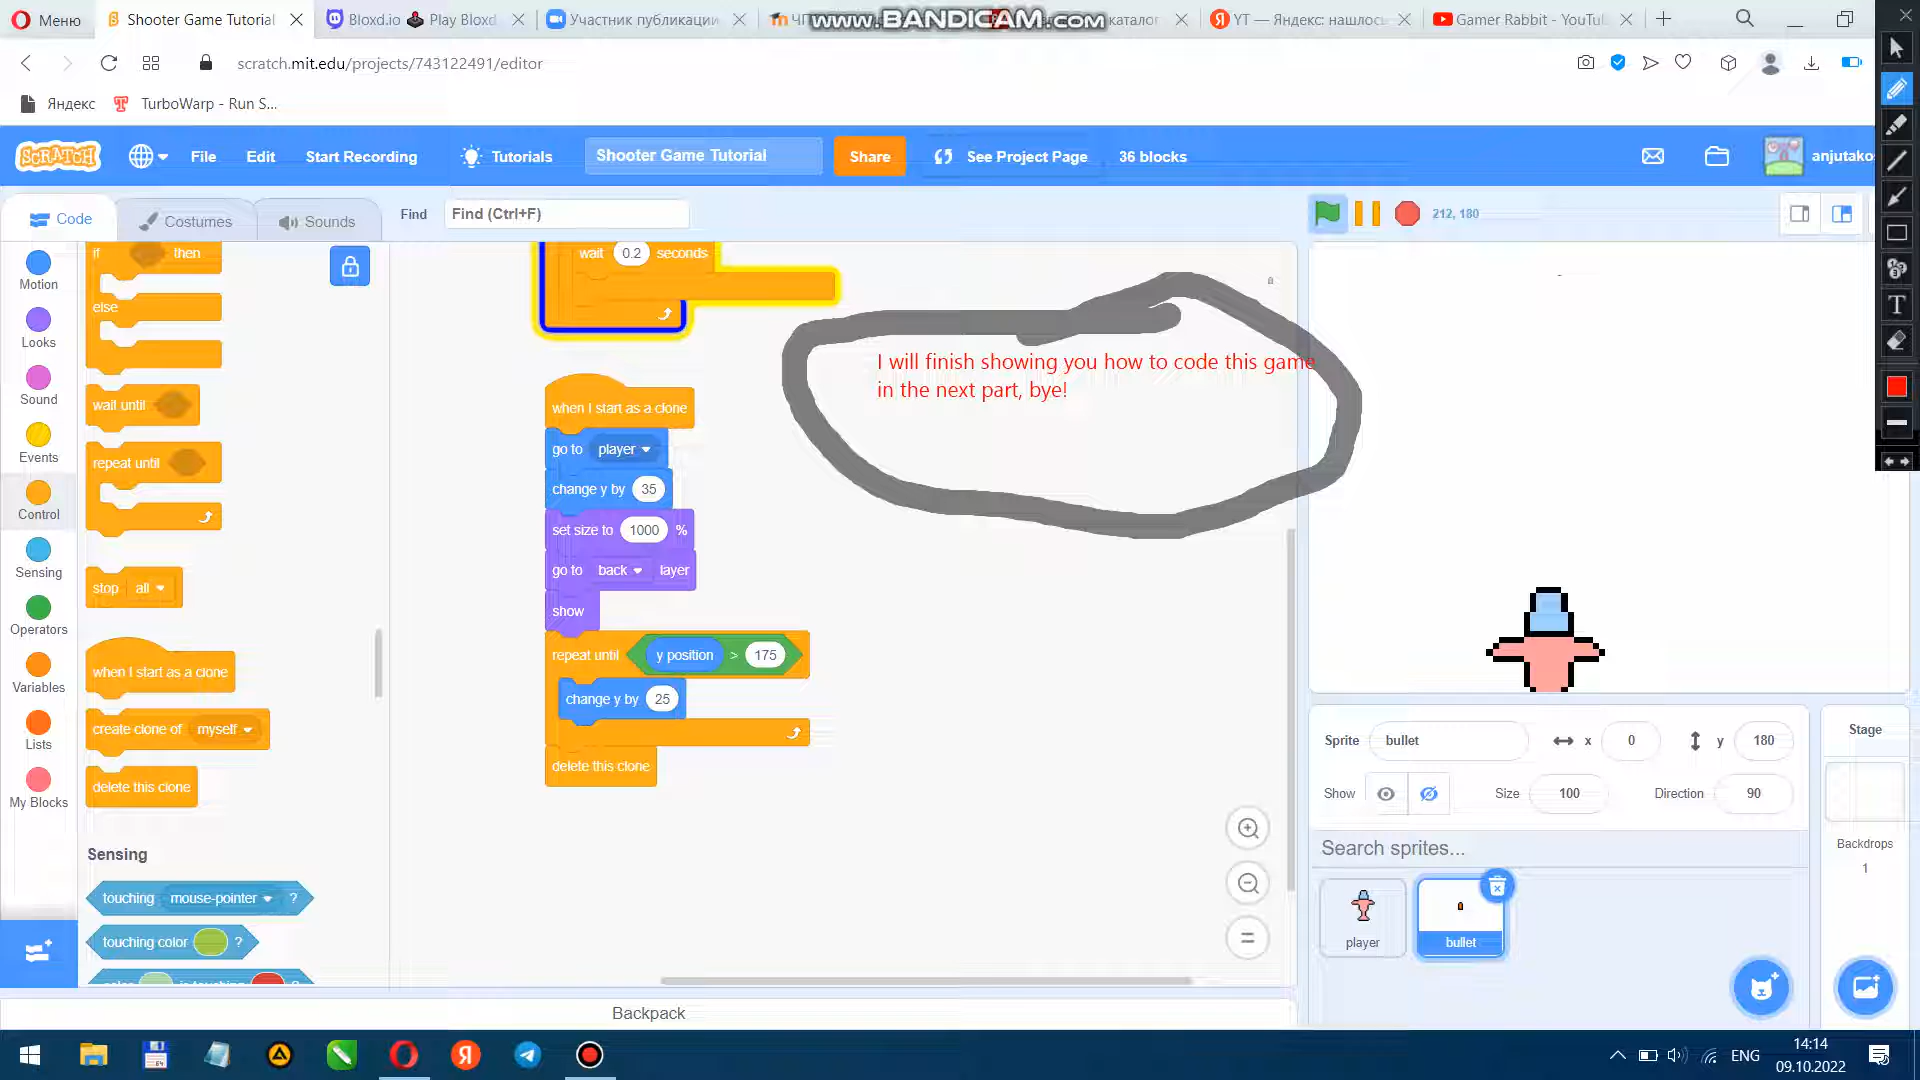 Меню
Shooter Game Tutorial
Bloxd.io
Play Bloxd
Участник публикации
www.BANDICAM.com
каталог
YT — Яндекс: нашлось
Gamer Rabbit - YouTu
scratch.mit.edu/projects/743122491/editor
Яндекс
TurboWarp - Run S...
SCRATCH
File
Edit
Start Recording
Tutorials
Shooter Game Tutorial
Share
See Project Page
36 blocks
anjutako
Code
Costumes
Sounds
Find
Find (Ctrl+F)
212, 180
Motion
Looks
Sound
Events
Control
Sensing
Operators
Variables
Lists
My Blocks
if then
else
wait until
repeat until
stop all
when I start as a clone
create clone of myself
delete this clone
Sensing
touching mouse-pointer ?
touching color ?
wait 0.2 seconds
when I start as a clone
go to player
change y by 35
set size to 1000 %
go to back layer
show
repeat until y position > 175
change y by 25
delete this clone
I will finish showing you how to code this game
in the next part, bye!
T
Sprite bullet x 0 y 180
Show Size 100 Direction 90
Search sprites...
player
bullet
Stage
Backdrops
1
Backpack
ENG
14:14
09.10.2022